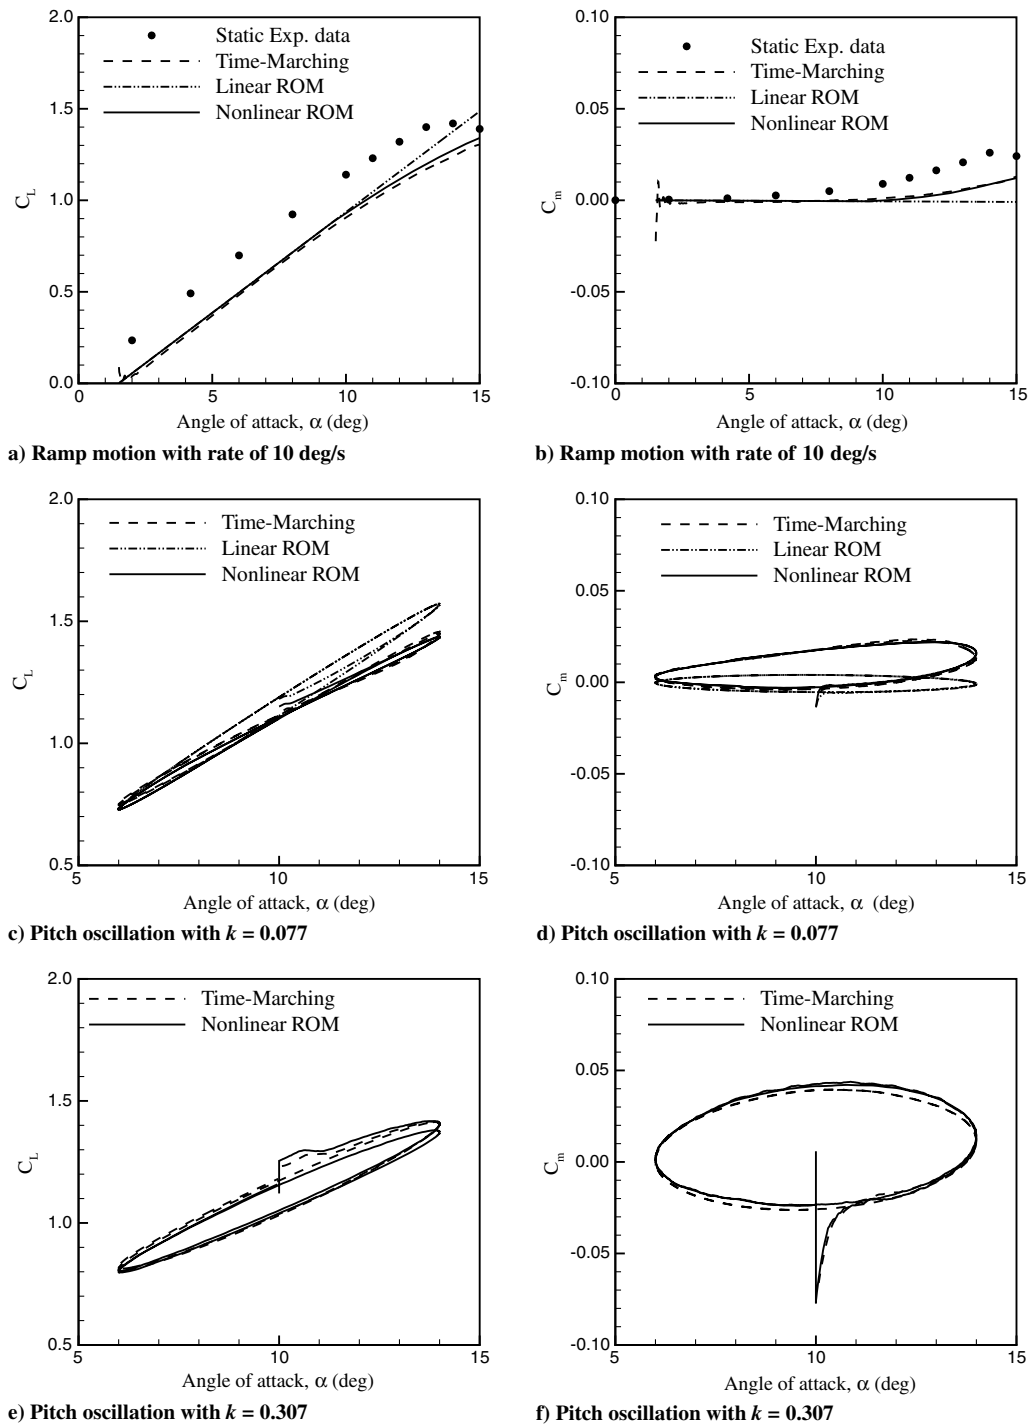 2.0
Static Exp. data
Time-Marching
Linear ROM
Nonlinear ROM
1.5
C_L
1.0
0.5
0.0
0 5 10 15
Angle of attack, α (deg)
a) Ramp motion with rate of 10 deg/s
0.10
Static Exp. data
Time-Marching
Linear ROM
Nonlinear ROM
0.05
C_m
0.00
-0.05
-0.10
0 5 10 15
Angle of attack, α (deg)
b) Ramp motion with rate of 10 deg/s
2.0
Time-Marching
Linear ROM
Nonlinear ROM
1.5
C_L
1.0
0.5
5 10 15
Angle of attack, α (deg)
c) Pitch oscillation with k = 0.077
0.10
Time-Marching
Linear ROM
Nonlinear ROM
0.05
C_m
0.00
-0.05
-0.10
5 10 15
Angle of attack, α (deg)
d) Pitch oscillation with k = 0.077
2.0
Time-Marching
Nonlinear ROM
1.5
C_L
1.0
0.5
5 10 15
Angle of attack, α (deg)
e) Pitch oscillation with k = 0.307
0.10
Time-Marching
Nonlinear ROM
0.05
C_m
0.00
-0.05
-0.10
5 10 15
Angle of attack, α (deg)
f) Pitch oscillation with k = 0.307